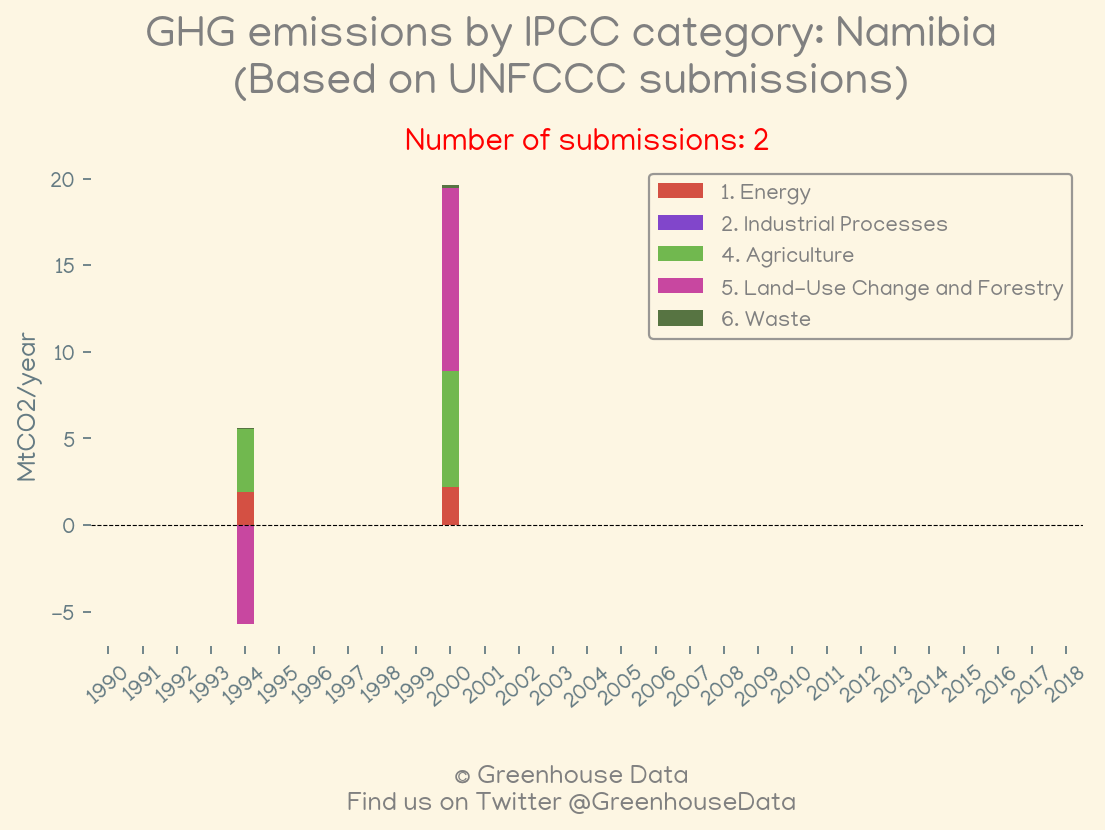 GHG emissions by IPCC category: Namibia
(Based on UNFCCC submissions)
Number of submissions: 2
20
15
10
5
0
−5
MtCO2/year
1. Energy
2. Industrial Processes
4. Agriculture
5. Land-Use Change and Forestry
6. Waste
1990 1991 1992 1993 1994 1995 1996 1997 1998 1999 2000 2001 2002 2003 2004 2005 2006 2007 2008 2009 2010 2011 2012 2013 2014 2015 2016 2017 2018
© Greenhouse Data
Find us on Twitter @GreenhouseData